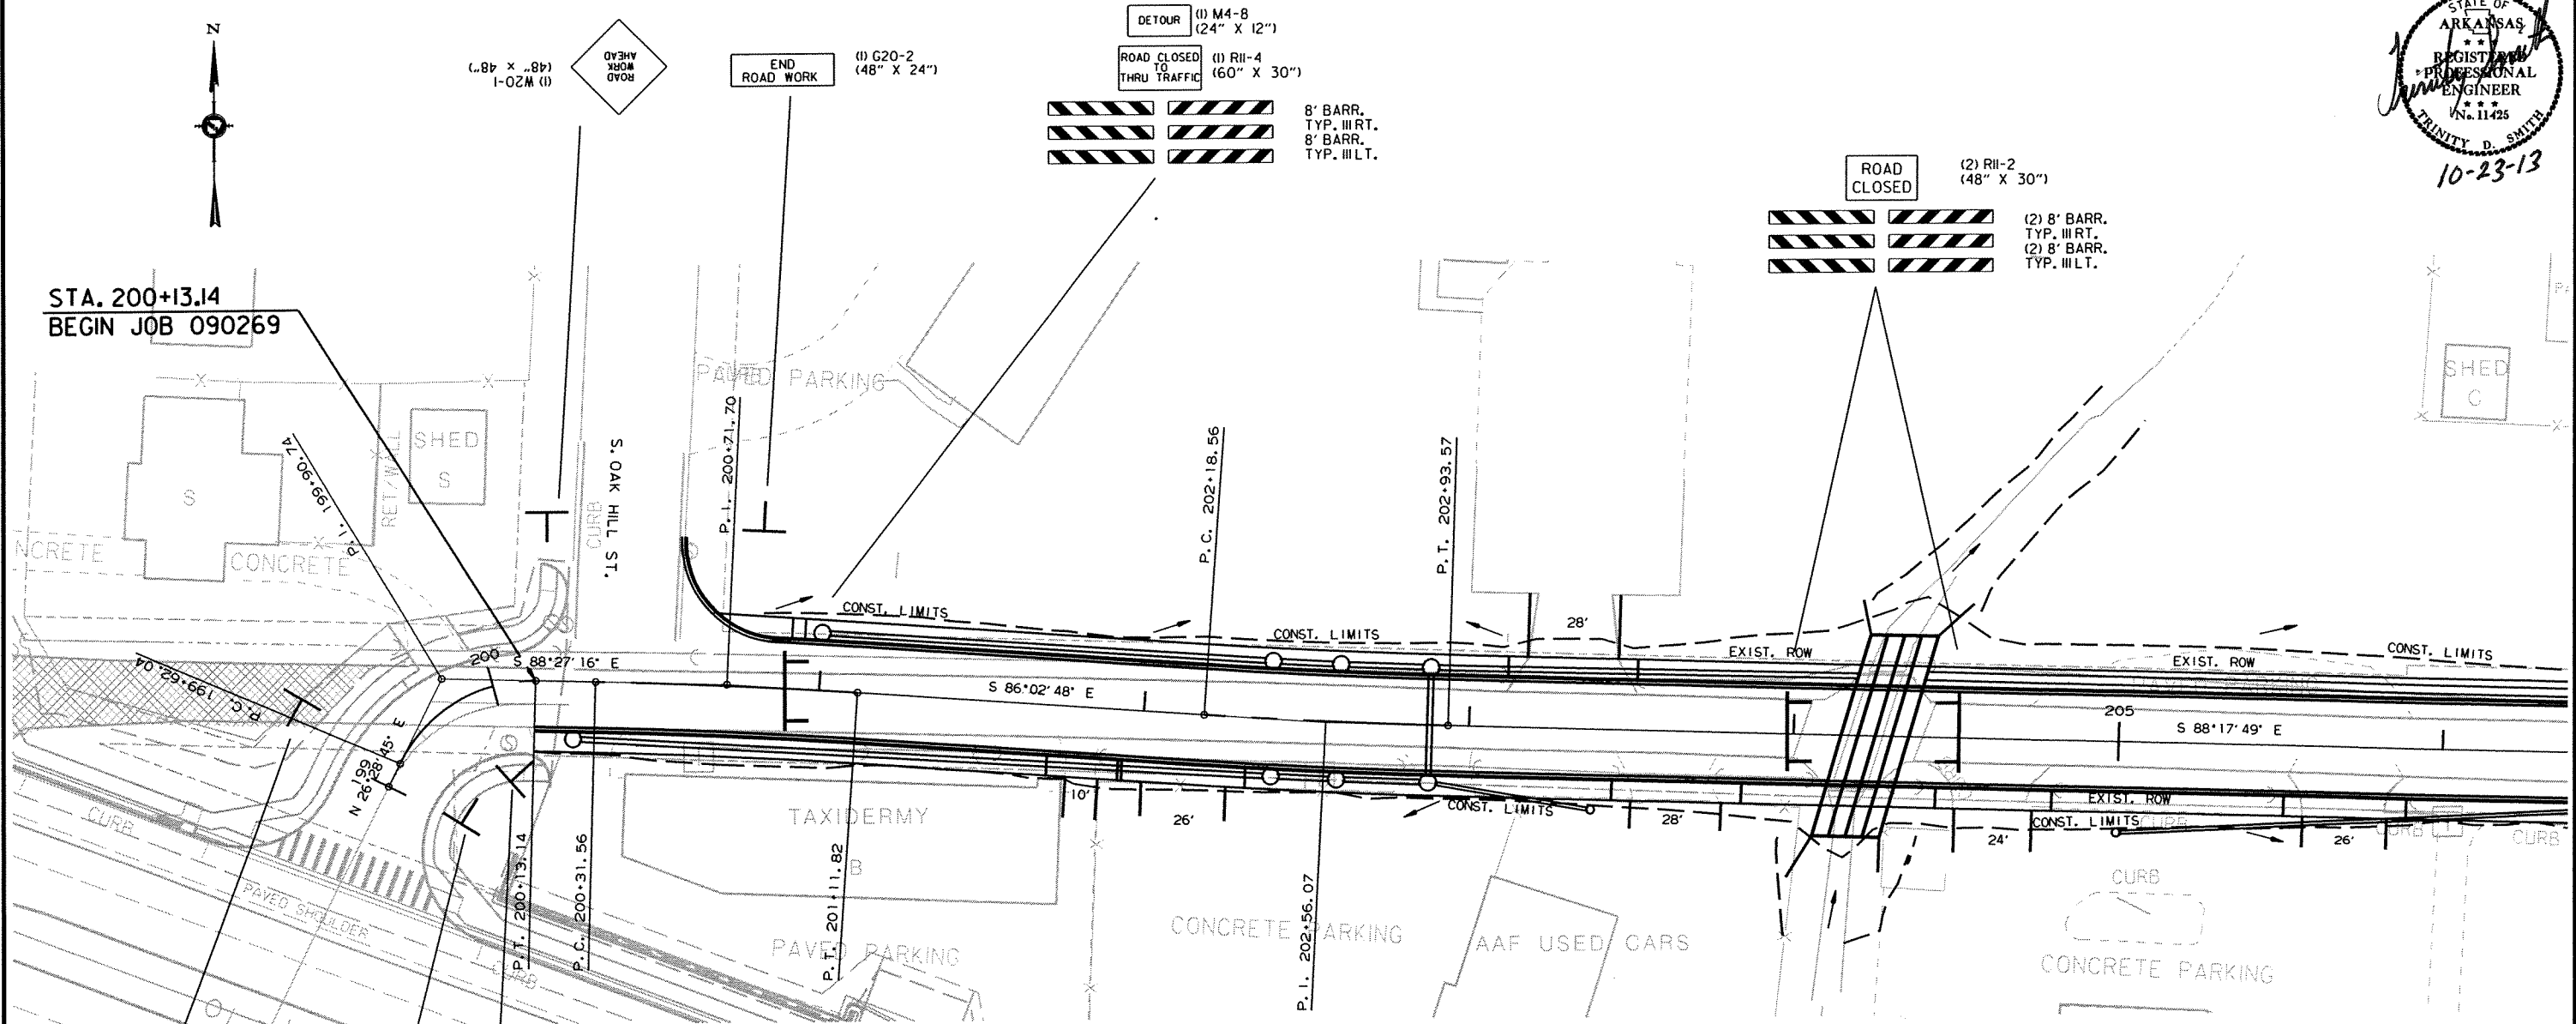 N
(1) W20-1
(48" X 48")
ROAD
WORK
AHEAD
END
ROAD WORK
(1) G20-2
(48" X 24")
DETOUR
(1) M4-8
(24" X 12")
ROAD CLOSED
TO
THRU TRAFFIC
(1) R11-4
(60" X 30")
8' BARR.
TYP. III RT.
8' BARR.
TYP. III LT.
ROAD
CLOSED
(2) R11-2
(48" X 30")
(2) 8' BARR.
TYP. III RT.
(2) 8' BARR.
TYP. III LT.
STATE OF
ARKANSAS
REGISTERED
PROFESSIONAL
ENGINEER
No. 11425
TRINITY D. SMITH
10-23-13
STA. 200+13.14
BEGIN JOB 090269
PAVED PARKING
CURB
SHED
S
S
RET/WALL
SHED
C
P.I. 199+90.74
S. OAK HILL ST.
CURB
P.I. 200+71.70
P.C. 202+18.56
P.T. 202+93.57
NCRETE
CONCRETE
CONST. LIMITS
CONST. LIMITS
28'
EXIST. ROW
EXIST. ROW
CONST. LIMITS
P.C. 199+62.04
200
S 88°27'16" E
S 86°02'48" E
205
S 88°17'49" E
199
N 26°28'45" E
TAXIDERMY
B
10'
26'
CONST. LIMITS
28'
24'
EXIST. ROW
CONST. LIMITS
CURB
26'
CURB
CURB
CURB
PAVED SHOULDER
CURB
P.T. 200+13.14
P.C. 200+31.56
P.T. 201+11.82
P.I. 202+56.07
PAVED PARKING
CONCRETE PARKING
AAF USED CARS
CURB
CONCRETE PARKING